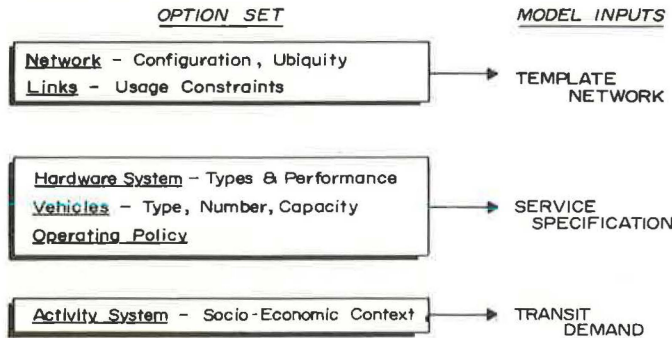 OPTION SET
MODEL INPUTS
Network - Configuration, Ubiquity
Links - Usage Constraints
TEMPLATE
NETWORK
Hardware System - Types & Performance
Vehicles - Type, Number, Capacity
Operating Policy
SERVICE
SPECIFICATION
Activity System - Socio-Economic Context
TRANSIT
DEMAND